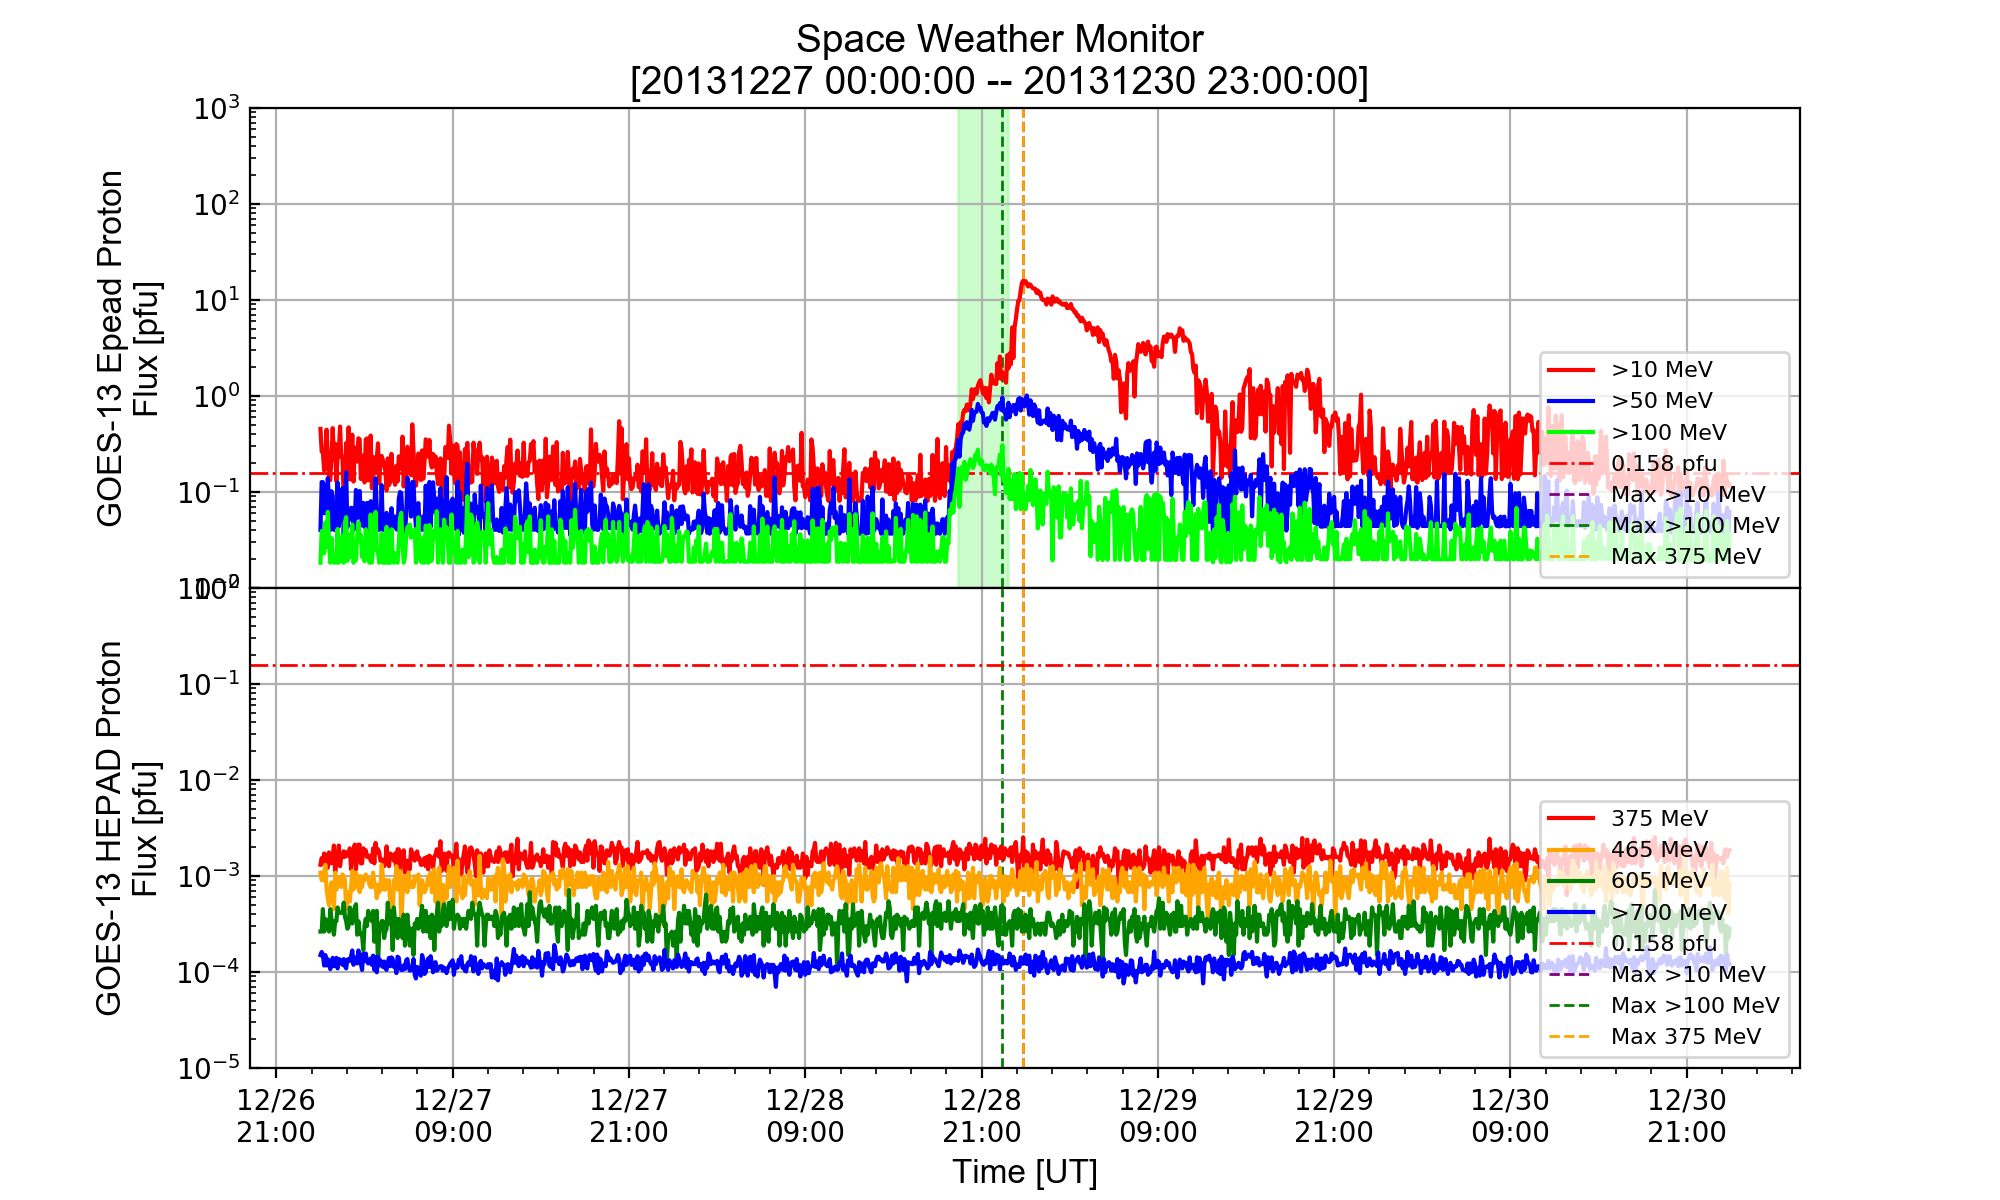 Space Weather Monitor
[20131227 00:00:00 -- 20131230 23:00:00]
GOES-13 Epead Proton
Flux [pfu]
10³
10²
10¹
10⁰
10⁻¹
10⁻²
>10 MeV
>50 MeV
>100 MeV
0.158 pfu
Max >10 MeV
Max >100 MeV
Max 375 MeV
GOES-13 HEPAD Proton
Flux [pfu]
10⁰
10⁻¹
10⁻²
10⁻³
10⁻⁴
10⁻⁵
375 MeV
465 MeV
605 MeV
>700 MeV
0.158 pfu
Max >10 MeV
Max >100 MeV
Max 375 MeV
12/26 12/27 12/27 12/28 12/28 12/29 12/29 12/30 12/30
21:00 09:00 21:00 09:00 21:00 09:00 21:00 09:00 21:00
Time [UT]